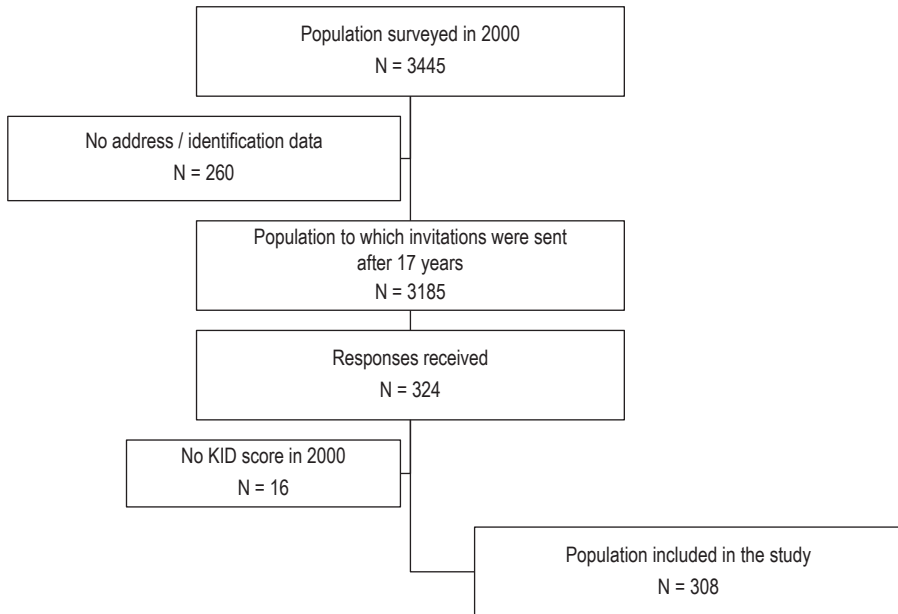 Population surveyed in 2000
N = 3445
No address / identification data
N = 260
Population to which invitations were sent
after 17 years
N = 3185
Responses received
N = 324
No KID score in 2000
N = 16
Population included in the study
N = 308